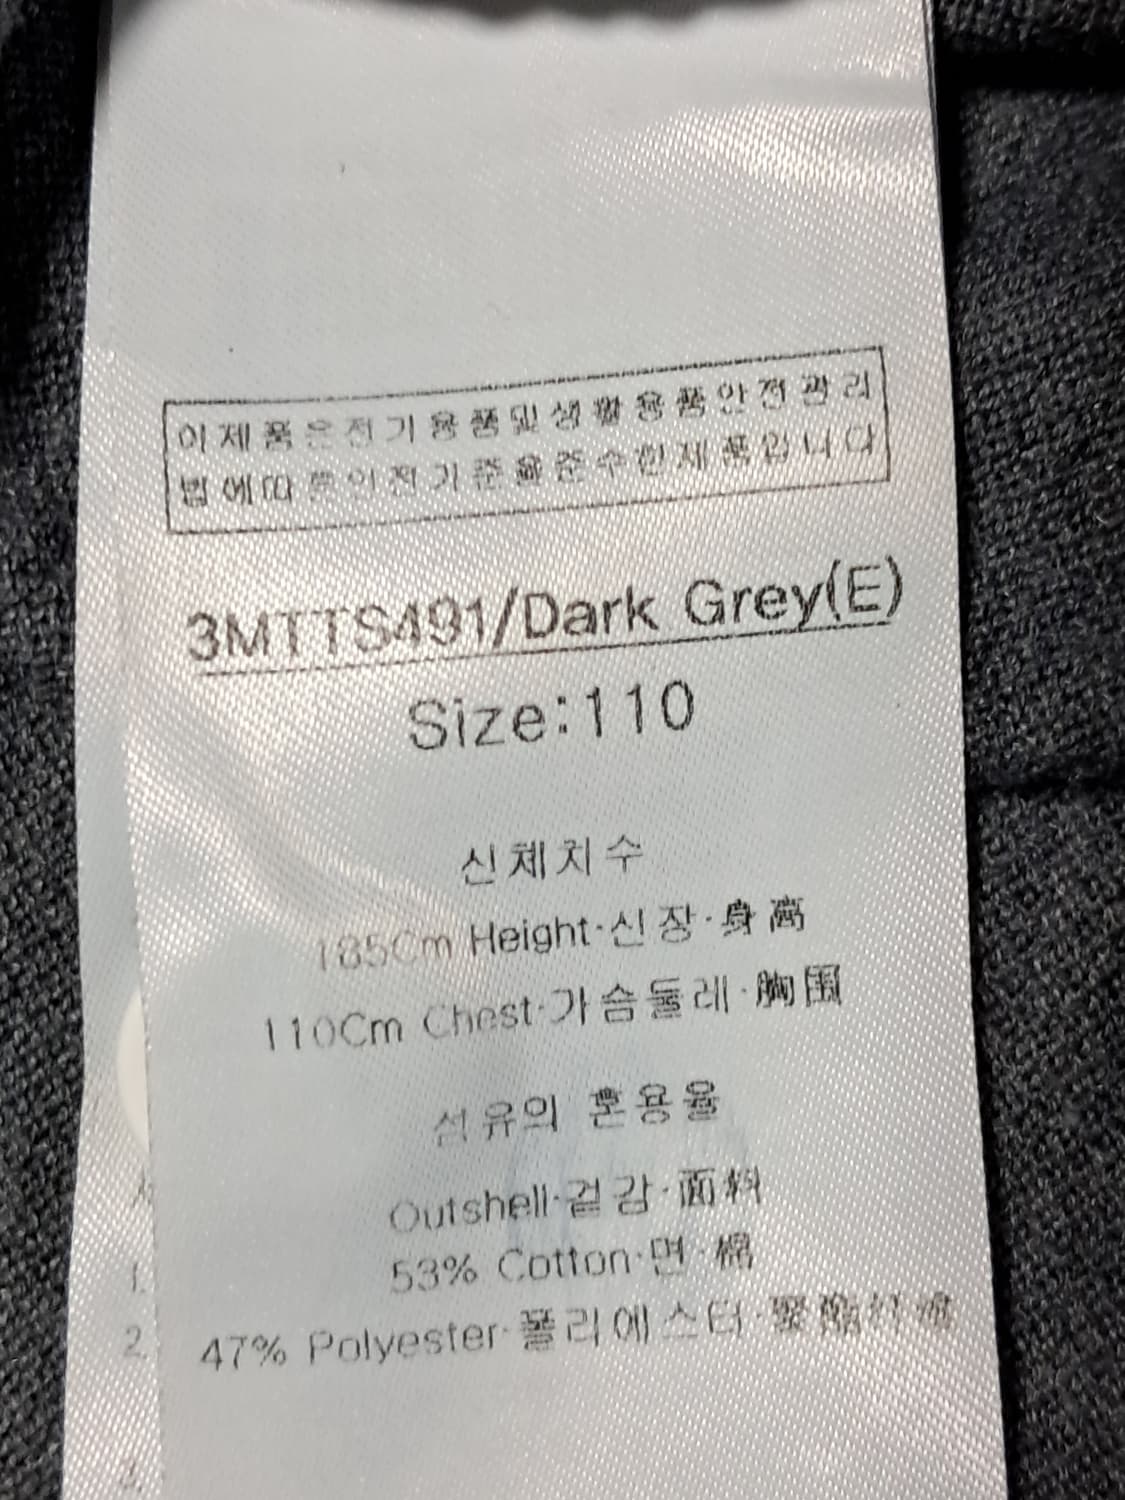 이제품은전기용품및생활용품안전관리
법에따른안전기준을준수한제품입니다
3MTTS491/Dark Grey(E)
Size:110
신체치수
185Cm Height·신장·身高
110Cm Chest·가슴둘레·胸围
섬유의 혼용율
Outshell·겉감·面料
53% Cotton·면·棉
47% Polyester·폴리에스터·聚酯纤维
1.
2.